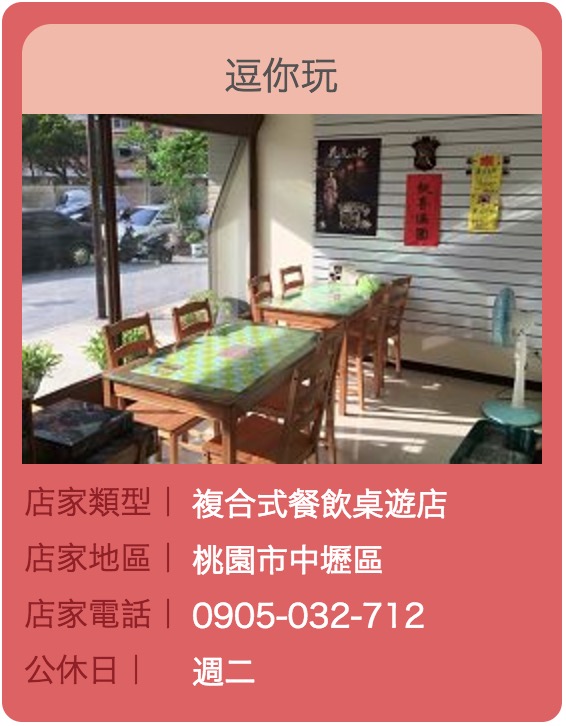 逗你玩
店家類型｜ 複合式餐飲桌遊店
店家地區｜ 桃園市中壢區
店家電話｜ 0905-032-712
公休日｜ 週二